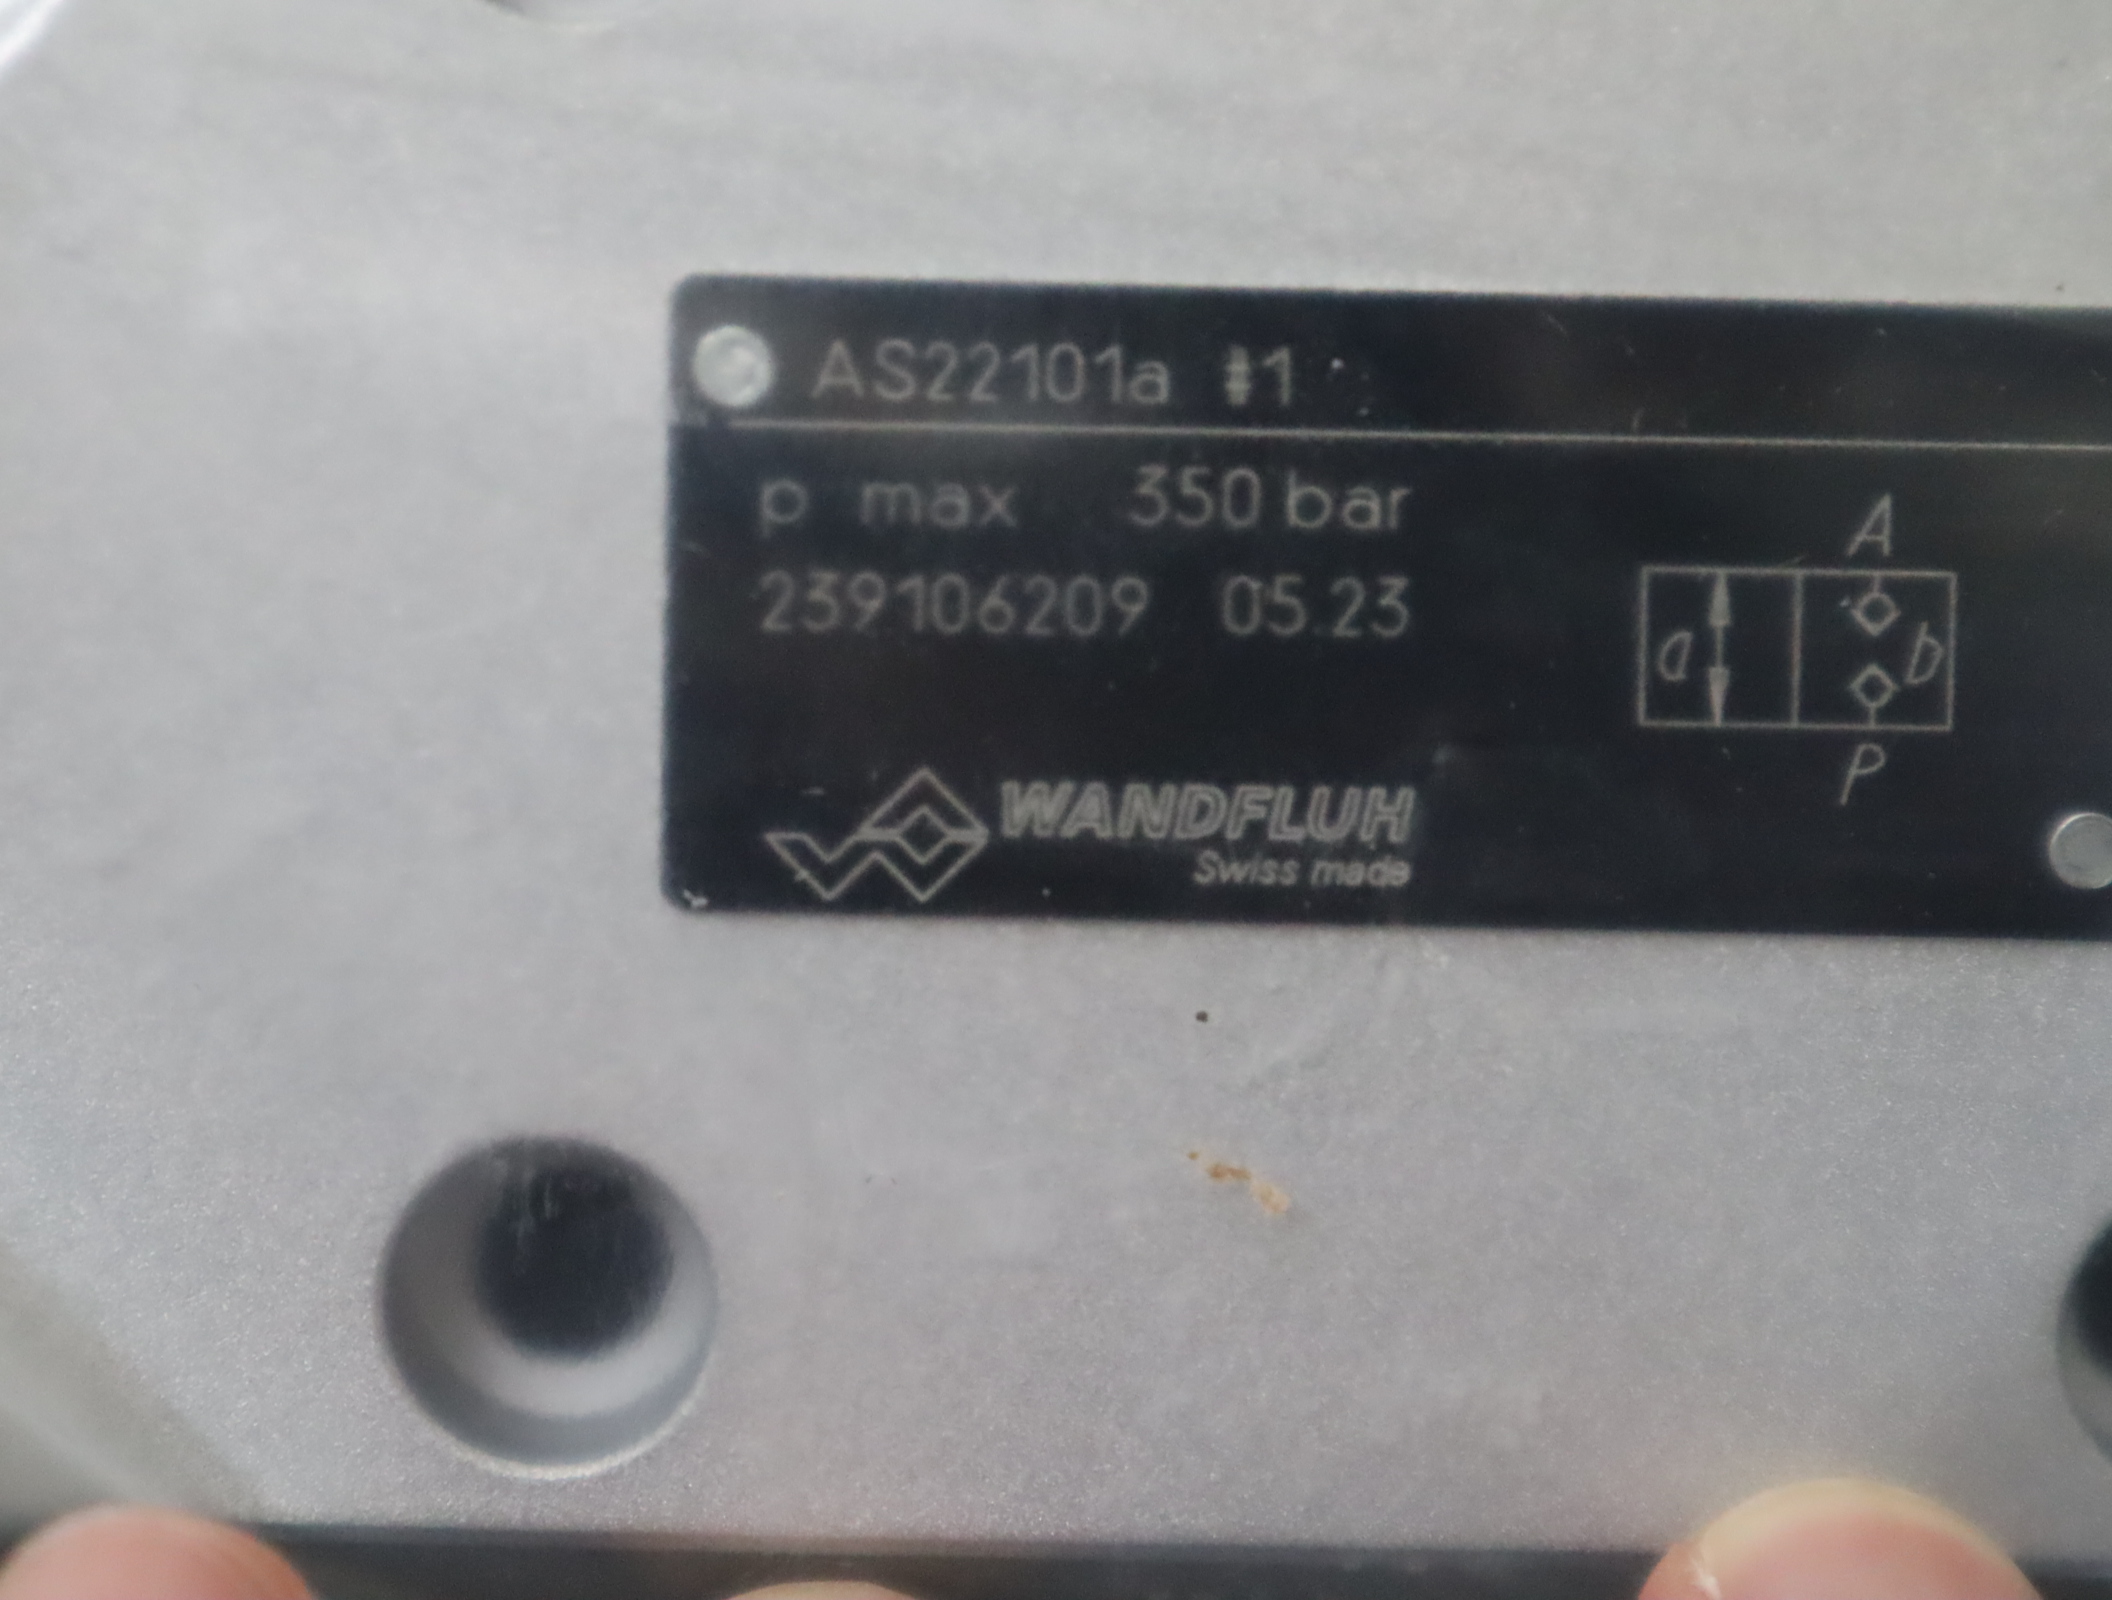 AS22101a #1
p max 350 bar
239106209 05.23
A
a b
P
WANDFLUH
Swiss made